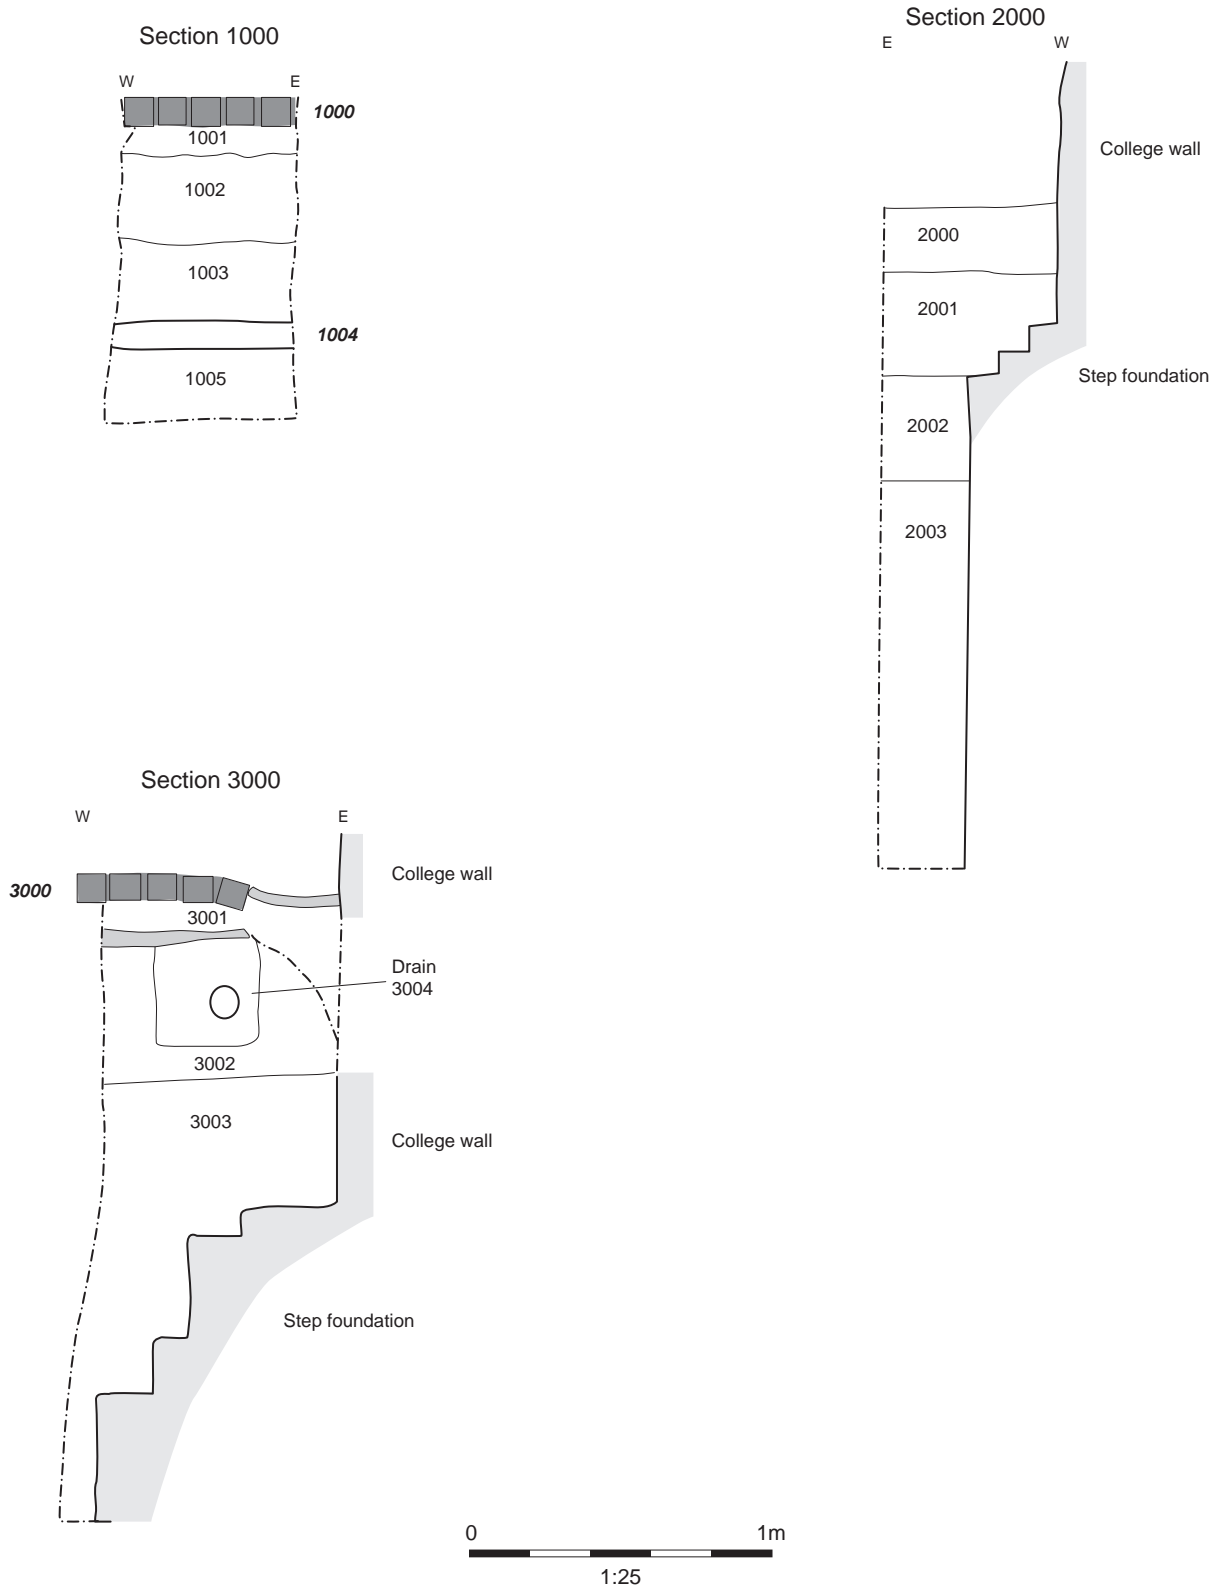 Section 1000
W E
1000
1001
1002
1003
1004
1005
Section 2000
E W
College wall
2000
2001
Step foundation
2002
2003
Section 3000
W E
College wall
3000
3001
Drain
3004
3002
3003
College wall
Step foundation
0 1m
1:25